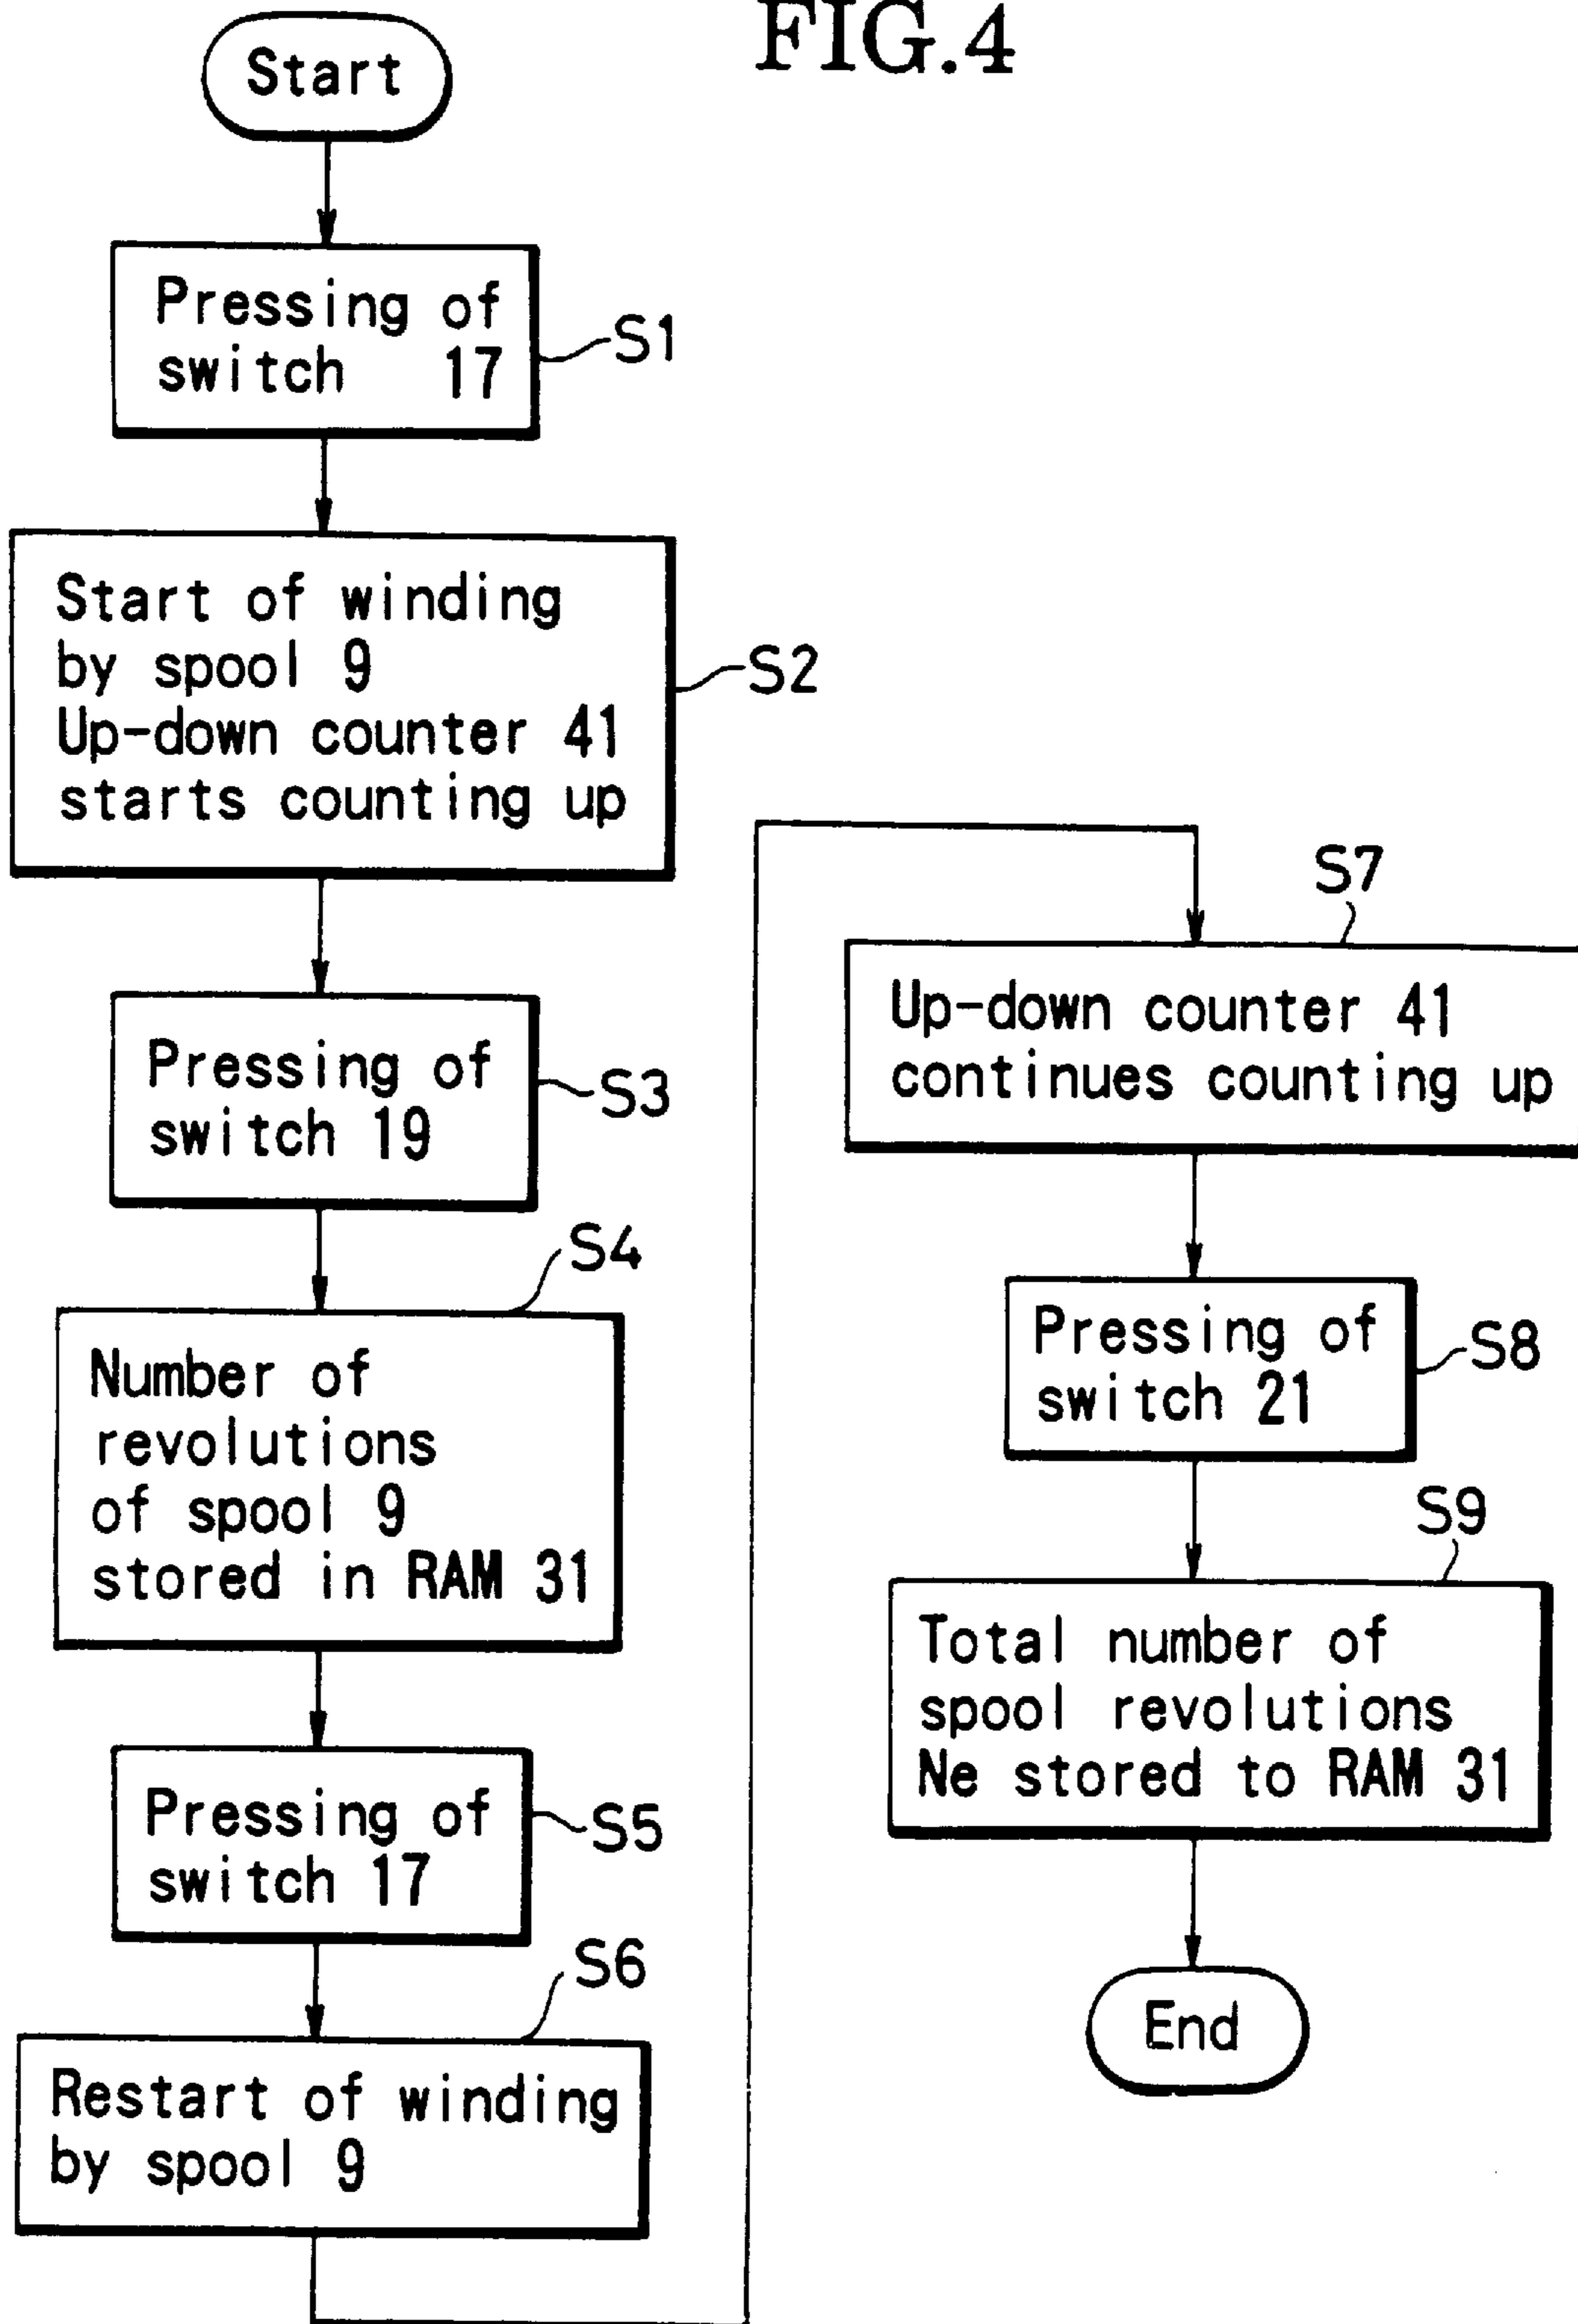 FIG.4
Start
Pressing of
switch 17
S1
Start of winding
by spool 9
Up-down counter 41
starts counting up
S2
Pressing of
switch 19
S3
S4
Number of
revolutions
of spool 9
stored in RAM 31
Pressing of
switch 17
S5
S6
Restart of winding
by spool 9
S7
Up-down counter 41
continues counting up
Pressing of
switch 21
S8
S9
Total number of
spool revolutions
Ne stored to RAM 31
End